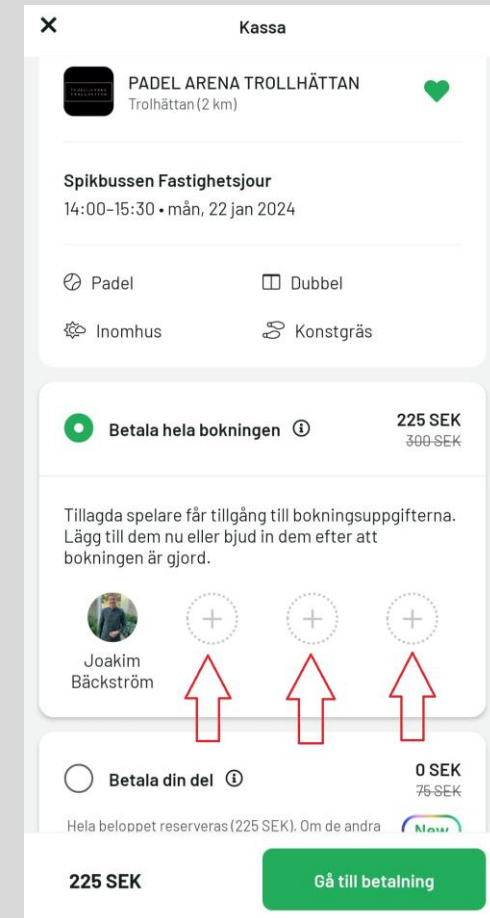 Kassa
PADEL ARENA TROLLHÄTTAN
Trolhättan (2 km)
Spikbussen Fastighetsjour
14:00–15:30 • mån, 22 jan 2024
Padel
Dubbel
Inomhus
Konstgräs
Betala hela bokningen
225 SEK
300 SEK
Tillagda spelare får tillgång till bokningsuppgifterna.
Lägg till dem nu eller bjud in dem efter att
bokningen är gjord.
Joakim
Bäckström
Betala din del
0 SEK
75 SEK
Hela beloppet reserveras (225 SEK). Om de andra
New
225 SEK
Gå till betalning